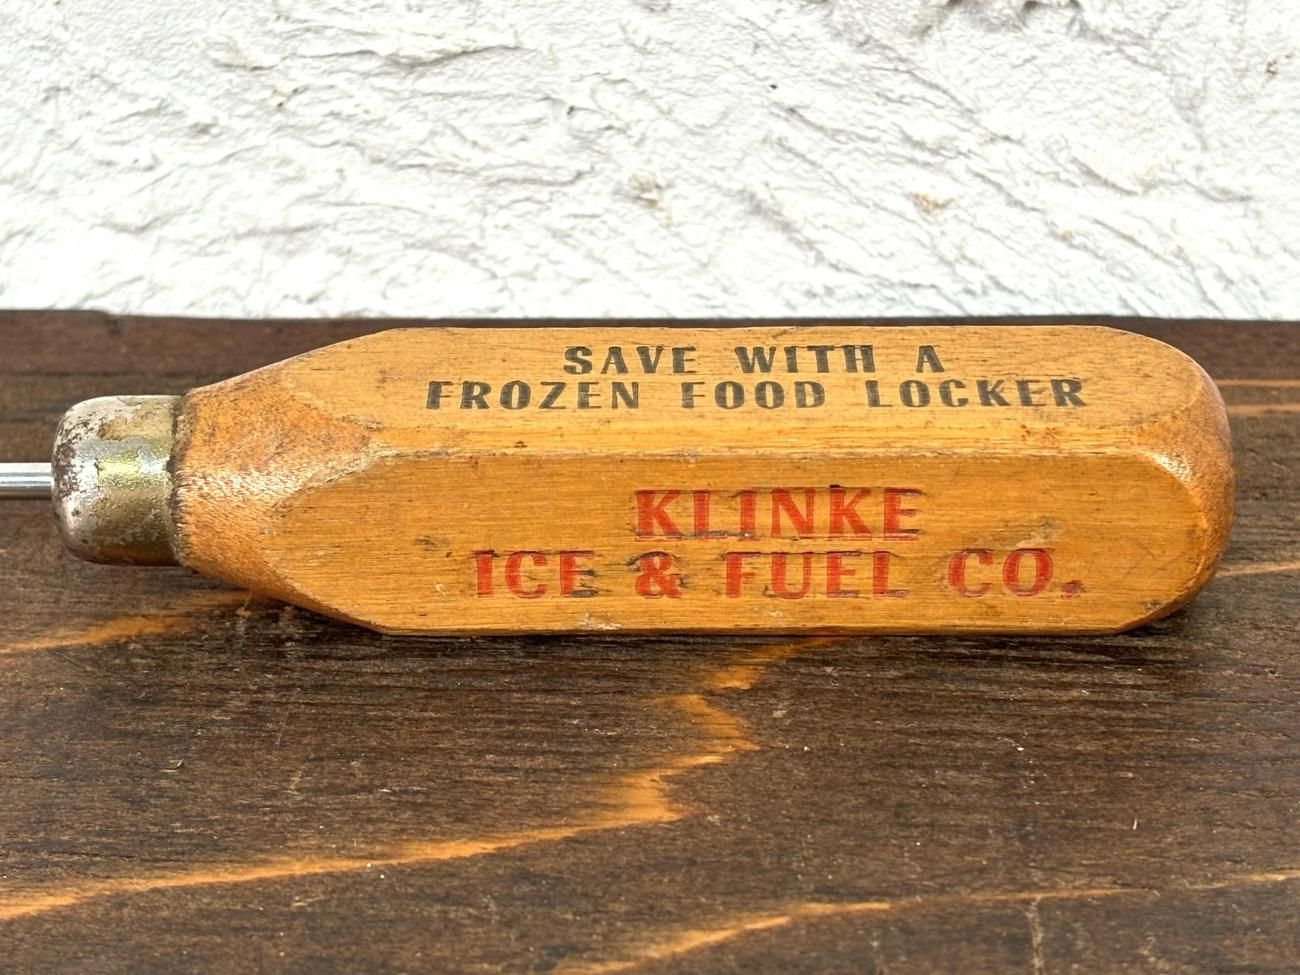 SAVE WITH A
FROZEN FOOD LOCKER
KLINKE
ICE & FUEL CO.